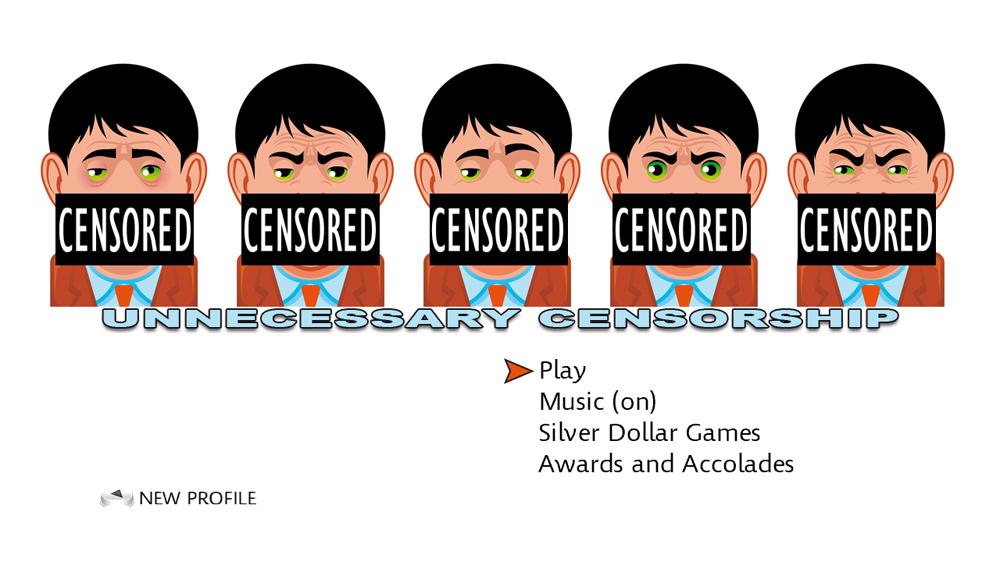 CENSORED CENSORED CENSORED CENSORED CENSORED
UNNECESSARY CENSORSHIP
Play
Music (on)
Silver Dollar Games
Awards and Accolades
NEW PROFILE